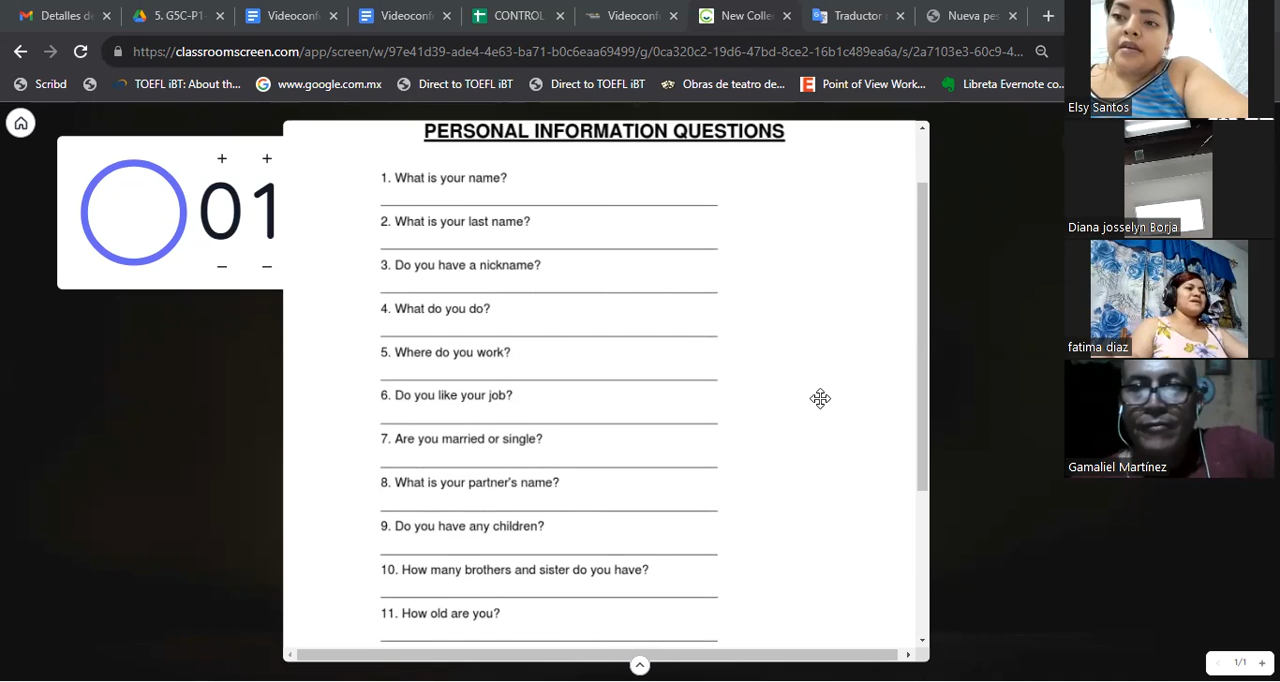 Detalles de
5. G5C-P1-
Videoconf
Videoconf
CONTROL
Videoconf
New Colle
Traductor
Nueva pes
https://classroomscreen.com/app/screen/w/97e41d39-ade4-4e63-ba71-b0c6eaa69499/g/0ca320c2-19d6-47bd-8ce2-16b1c489ea6a/s/2a7103e3-60c9-4...
Scribd
TOEFL iBT: About th...
www.google.com.mx
Direct to TOEFL iBT
Direct to TOEFL iBT
Obras de teatro de...
Point of View Work...
Libreta Evernote co...
Elsy Santos
Diana josselyn Borja
fatima diaz
Gamaliel Martínez
+ +
01
− −
PERSONAL INFORMATION QUESTIONS
1. What is your name?
2. What is your last name?
3. Do you have a nickname?
4. What do you do?
5. Where do you work?
6. Do you like your job?
7. Are you married or single?
8. What is your partner's name?
9. Do you have any children?
10. How many brothers and sister do you have?
11. How old are you?
1/1 +